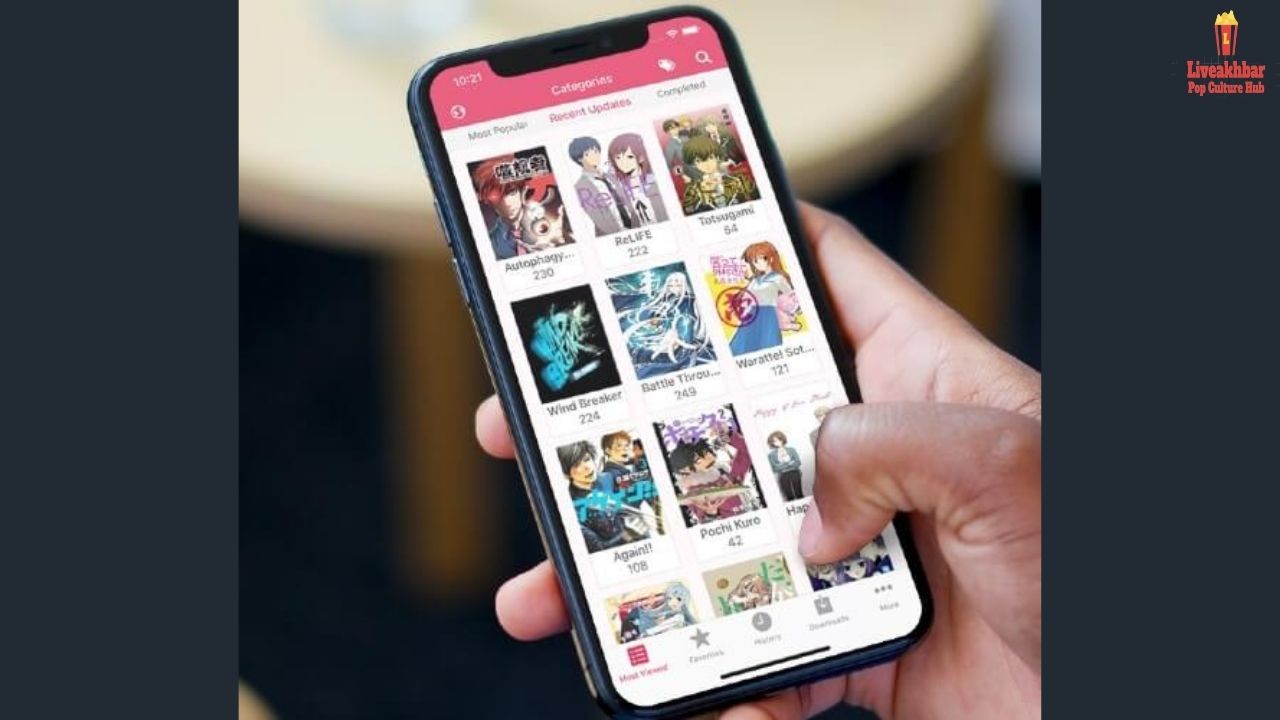 Liveakhbar
Pop Culture Hub
10:21
Categories
Most Popular
Recent Updates
Completed
ReLIFE
Autophagy...
230
ReLIFE
222
Totsugami
54
Wind Breaker
224
Battle Throu...
249
Waratte! Sot...
121
Again!!
108
Pochi Kuro
42
Hap
Most Viewed
Favorites
History
Downloads
More